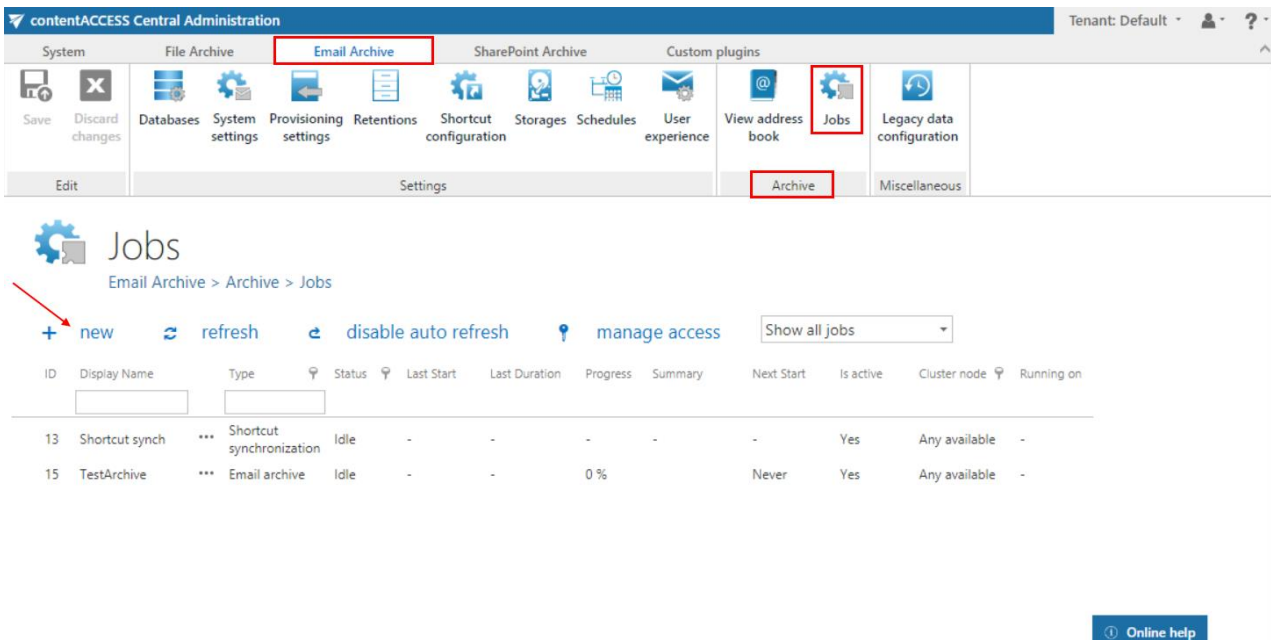 contentACCESS Central Administration
Tenant: Default
?
System File Archive Email Archive SharePoint Archive Custom plugins
Save Discard changes Databases System settings Provisioning settings Retentions Shortcut configuration Storages Schedules User experience View address book Jobs Legacy data configuration
Edit Settings Archive Miscellaneous
Jobs
Email Archive > Archive > Jobs
+ new refresh disable auto refresh manage access Show all jobs
ID Display Name Type Status Last Start Last Duration Progress Summary Next Start Is active Cluster node Running on
13 Shortcut synch ••• Shortcut synchronization Idle - - - - - Yes Any available -
15 TestArchive ••• Email archive Idle - - 0 % Never Yes Any available -
Online help